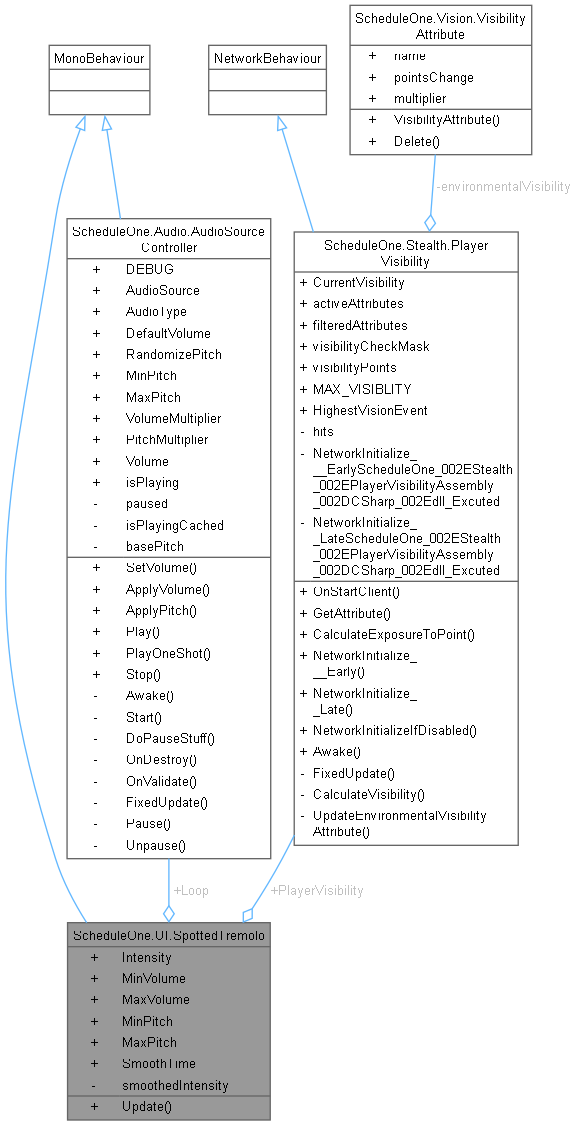 ScheduleOne.Vision.Visibility
Attribute
+ name
+ pointsChange
+ multiplier
+ VisibilityAttribute()
+ Delete()
MonoBehaviour
NetworkBehaviour
-environmentalVisibility
ScheduleOne.Audio.AudioSource
Controller
+ DEBUG
+ AudioSource
+ AudioType
+ DefaultVolume
+ RandomizePitch
+ MinPitch
+ MaxPitch
+ VolumeMultiplier
+ PitchMultiplier
+ Volume
+ isPlaying
- paused
- isPlayingCached
- basePitch
+ SetVolume()
+ ApplyVolume()
+ ApplyPitch()
+ Play()
+ PlayOneShot()
+ Stop()
- Awake()
- Start()
- DoPauseStuff()
- OnDestroy()
- OnValidate()
- FixedUpdate()
- Pause()
- Unpause()
ScheduleOne.Stealth.Player
Visibility
+ CurrentVisibility
+ activeAttributes
+ filteredAttributes
+ visibilityCheckMask
+ visibilityPoints
+ MAX_VISIBLITY
+ HighestVisionEvent
- hits
- NetworkInitialize_
__EarlyScheduleOne_002EStealth
_002EPlayerVisibilityAssembly
_002DCSharp_002Edll_Excuted
- NetworkInitialize_
_LateScheduleOne_002EStealth
_002EPlayerVisibilityAssembly
_002DCSharp_002Edll_Excuted
+ OnStartClient()
+ GetAttribute()
+ CalculateExposureToPoint()
+ NetworkInitialize_
__Early()
+ NetworkInitialize_
_Late()
+ NetworkInitializeIfDisabled()
+ Awake()
- FixedUpdate()
- CalculateVisibility()
- UpdateEnvironmentalVisibility
Attribute()
+Loop
+PlayerVisibility
ScheduleOne.UI.SpottedTremolo
+ Intensity
+ MinVolume
+ MaxVolume
+ MinPitch
+ MaxPitch
+ SmoothTime
- smoothedIntensity
+ Update()